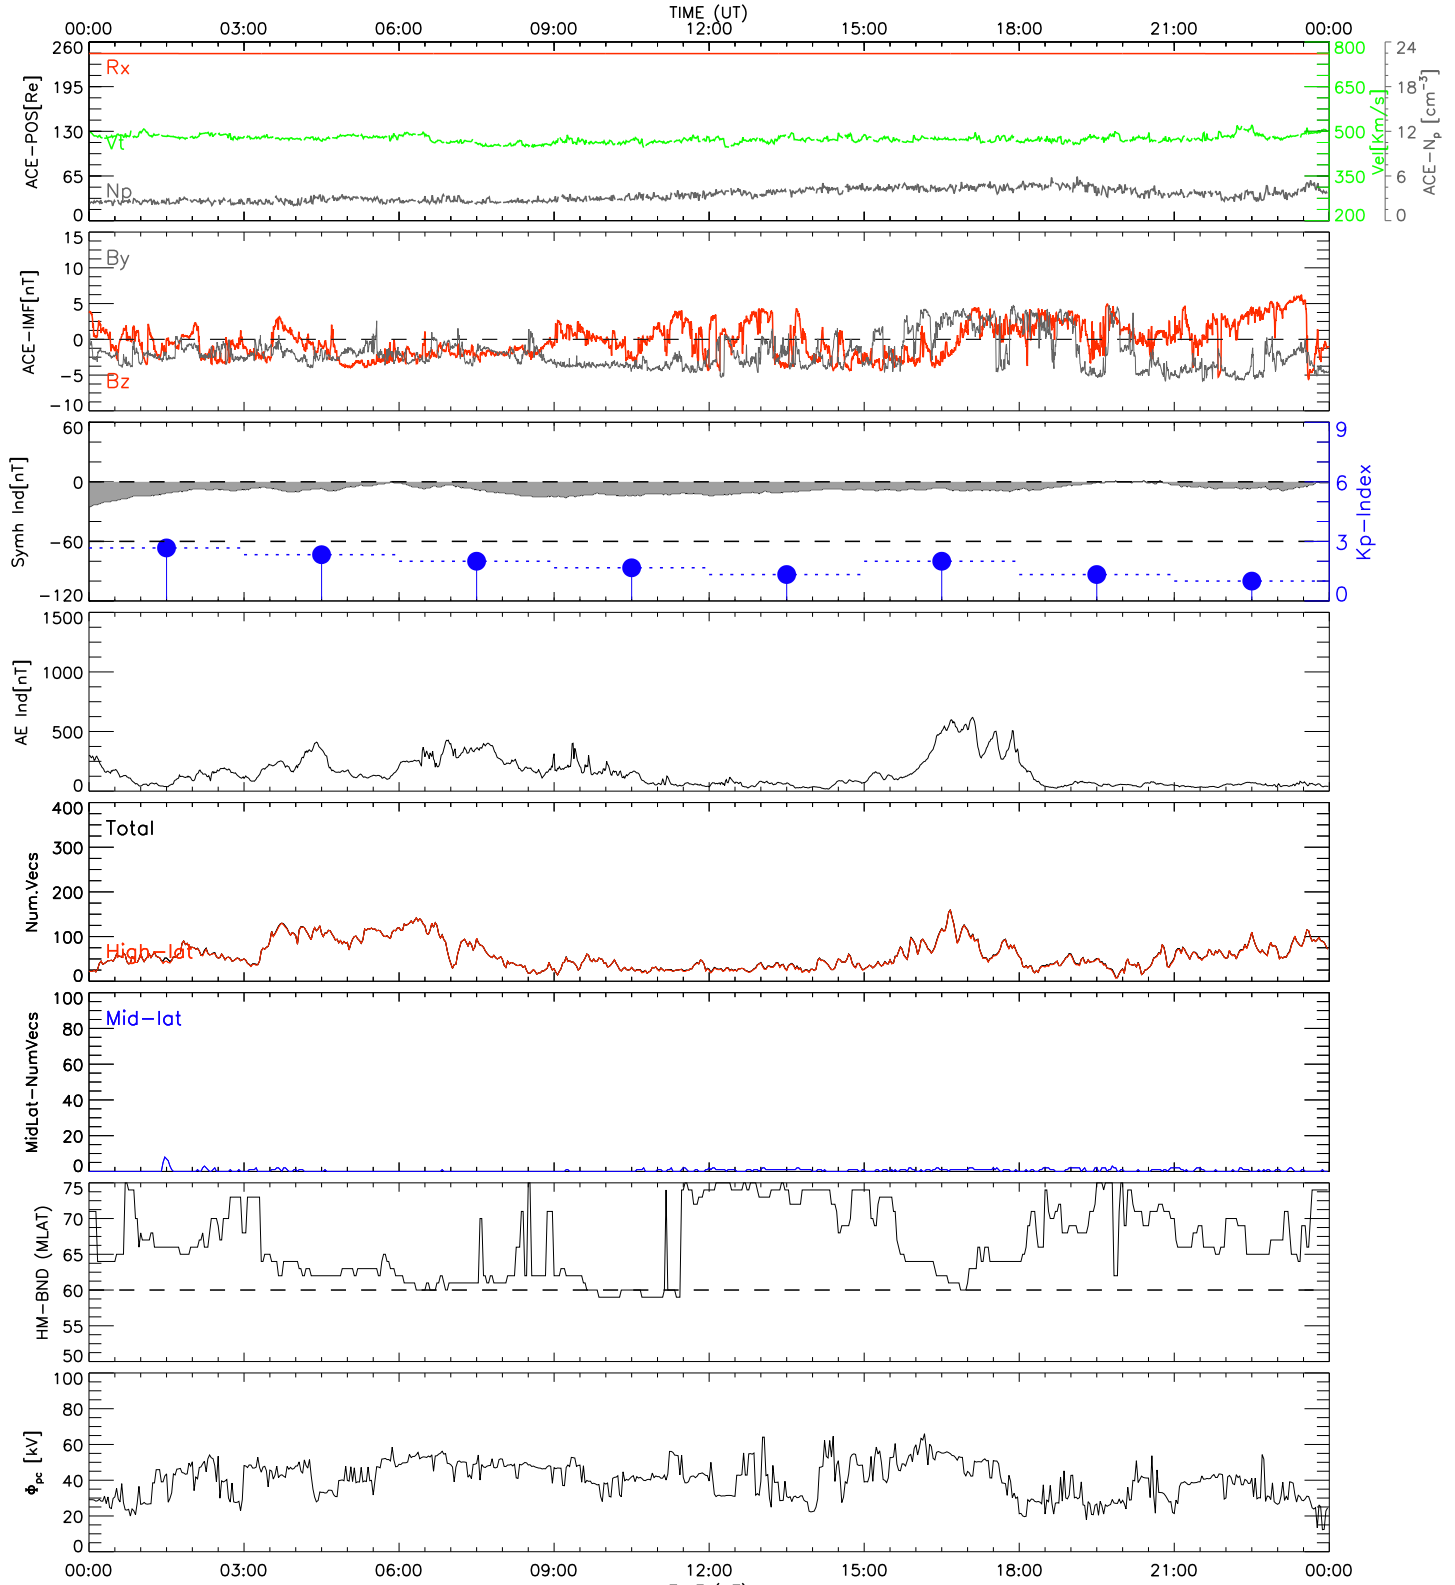 TIME (UT)
00:00 03:00 06:00 09:00 12:00 15:00 18:00 21:00 00:00
260 195 130 65 0
ACE-POS[Re]
Rx
Vt
Np
800 650 500 350 200
Vel[Km/s]
24 18 12 6 0
ACE-Np [cm-3]
15 10 5 0 -5 -10
ACE-IMF[nT]
By
Bz
60 0 -60 -120
Symh Ind[nT]
9 6 3 0
Kp-Index
1500 1000 500 0
AE Ind[nT]
400 300 200 100 0
Num.Vecs
Total
High-lat
100 80 60 40 20 0
MidLat-NumVecs
Mid-lat
75 70 65 60 55 50
HM-BND (MLAT)
100 80 60 40 20 0
Φpc [kV]
00:00 03:00 06:00 09:00 12:00 15:00 18:00 21:00 00:00